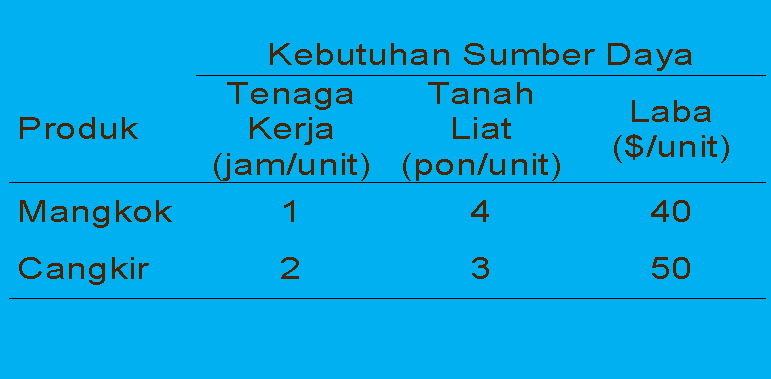 Kebutuhan Sumber Daya
Produk
Tenaga
Kerja
(jam/unit)
Tanah
Liat
(pon/unit)
Laba
($/unit)
Mangkok 1 4 40
Cangkir 2 3 50